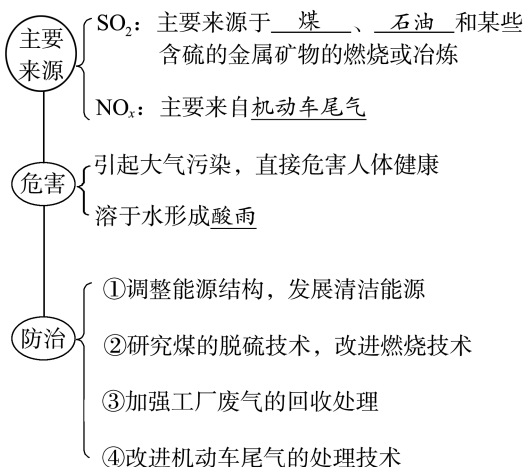 主要
来源
SO₂：主要来源于 煤 、 石油 和某些
含硫的金属矿物的燃烧或冶炼
NOₓ：主要来自机动车尾气
危害
引起大气污染，直接危害人体健康
溶于水形成酸雨
防治
①调整能源结构，发展清洁能源
②研究煤的脱硫技术，改进燃烧技术
③加强工厂废气的回收处理
④改进机动车尾气的处理技术